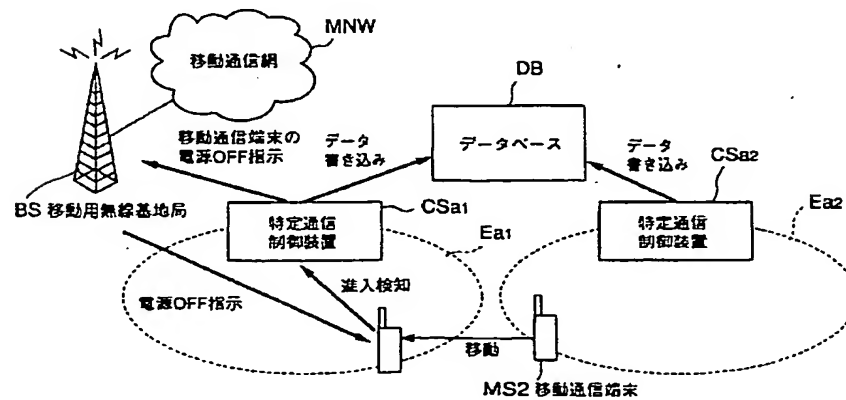 MNW
移動通信網
DB
データベース
移動通信端末の
電源OFF指示
データ
書き込み
データ
書き込み
CSa2
BS 移動用無線基地局
CSa1
特定通信
制御装置
Ea1
特定通信
制御装置
Ea2
電源OFF指示
進入検知
移動
MS2 移動通信端末